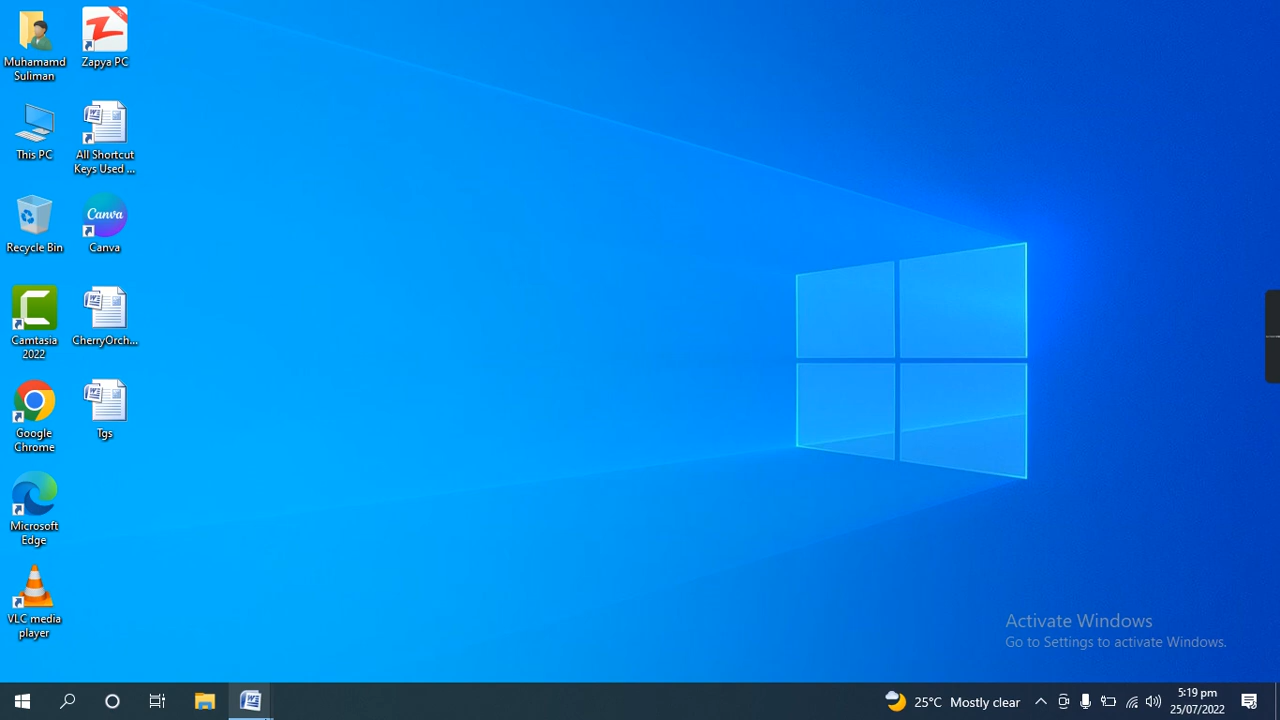 Muhamamd
Suliman
Zapya PC
This PC
All Shortcut
Keys Used ...
Recycle Bin
Canva
Canva
Camtasia
2022
CherryOrch...
Google
Chrome
Tgs
Microsoft
Edge
VLC media
player
Activate Windows
Go to Settings to activate Windows.
25°C Mostly clear
5:19 pm
25/07/2022